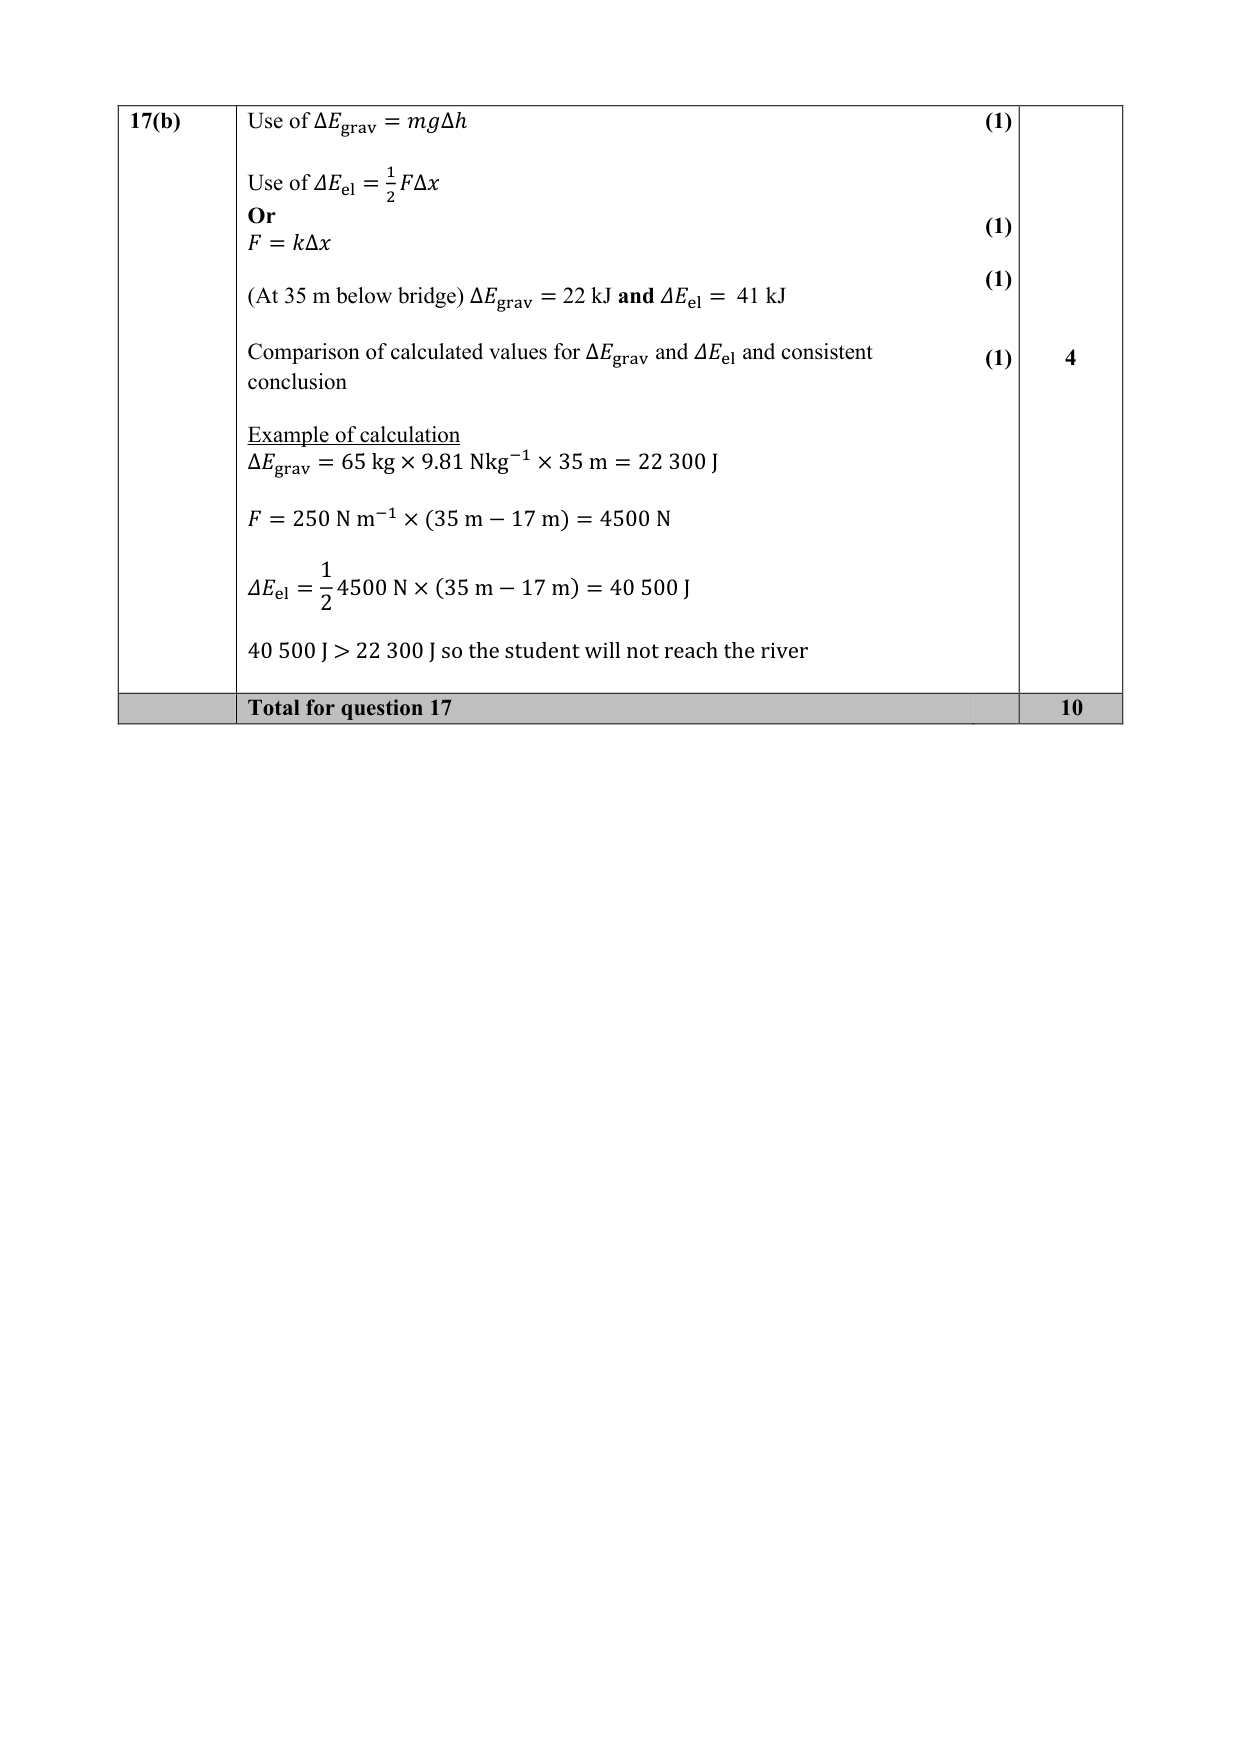 17(b) Use of ΔE_grav = mgΔh (1)
Use of ΔE_el = 1/2 FΔx
Or
F = kΔx (1)
(1)
(At 35 m below bridge) ΔE_grav = 22 kJ and ΔE_el = 41 kJ
Comparison of calculated values for ΔE_grav and ΔE_el and consistent (1) 4
conclusion
Example of calculation
ΔE_grav = 65 kg × 9.81 Nkg⁻¹ × 35 m = 22 300 J
F = 250 N m⁻¹ × (35 m − 17 m) = 4500 N
ΔE_el = 1/2 4500 N × (35 m − 17 m) = 40 500 J
40 500 J > 22 300 J so the student will not reach the river
Total for question 17 10